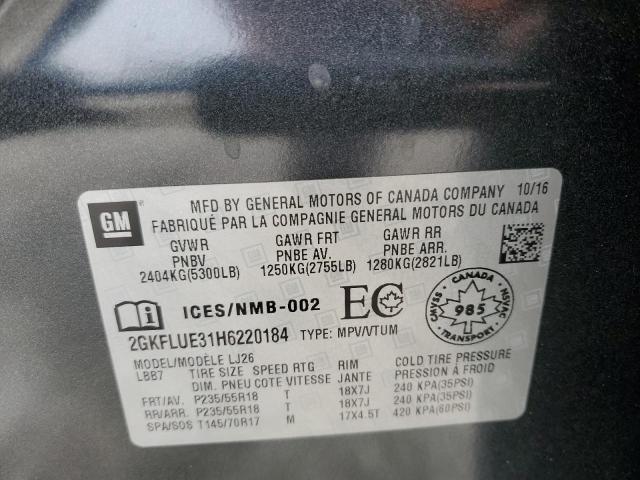 GM
MFD BY GENERAL MOTORS OF CANADA COMPANY 10/16
FABRIQUÉ PAR LA COMPAGNIE GENERAL MOTORS DU CANADA
GVWR GAWR FRT GAWR RR
PNBV PNBE AV. PNBE ARR.
2404KG(5300LB) 1250KG(2755LB) 1280KG(2821LB)
ICES/NMB-002 EC
CANADA
CMVSS 985 NSVAC
TRANSPORT
2GKFLUE31H6220184 TYPE: MPV/VTUM
MODEL/MODÈLE LJ26
LBB7 TIRE SIZE SPEED RTG RIM COLD TIRE PRESSURE
DIM. PNEU COTE VITESSE JANTE PRESSION À FROID
FRT/AV. P235/55R18 T 18X7J 240 KPA(35PSI)
RR/ARR. P235/55R18 T 18X7J 240 KPA(35PSI)
SPA/SOS T145/70R17 M 17X4.5T 420 KPA(60PSI)